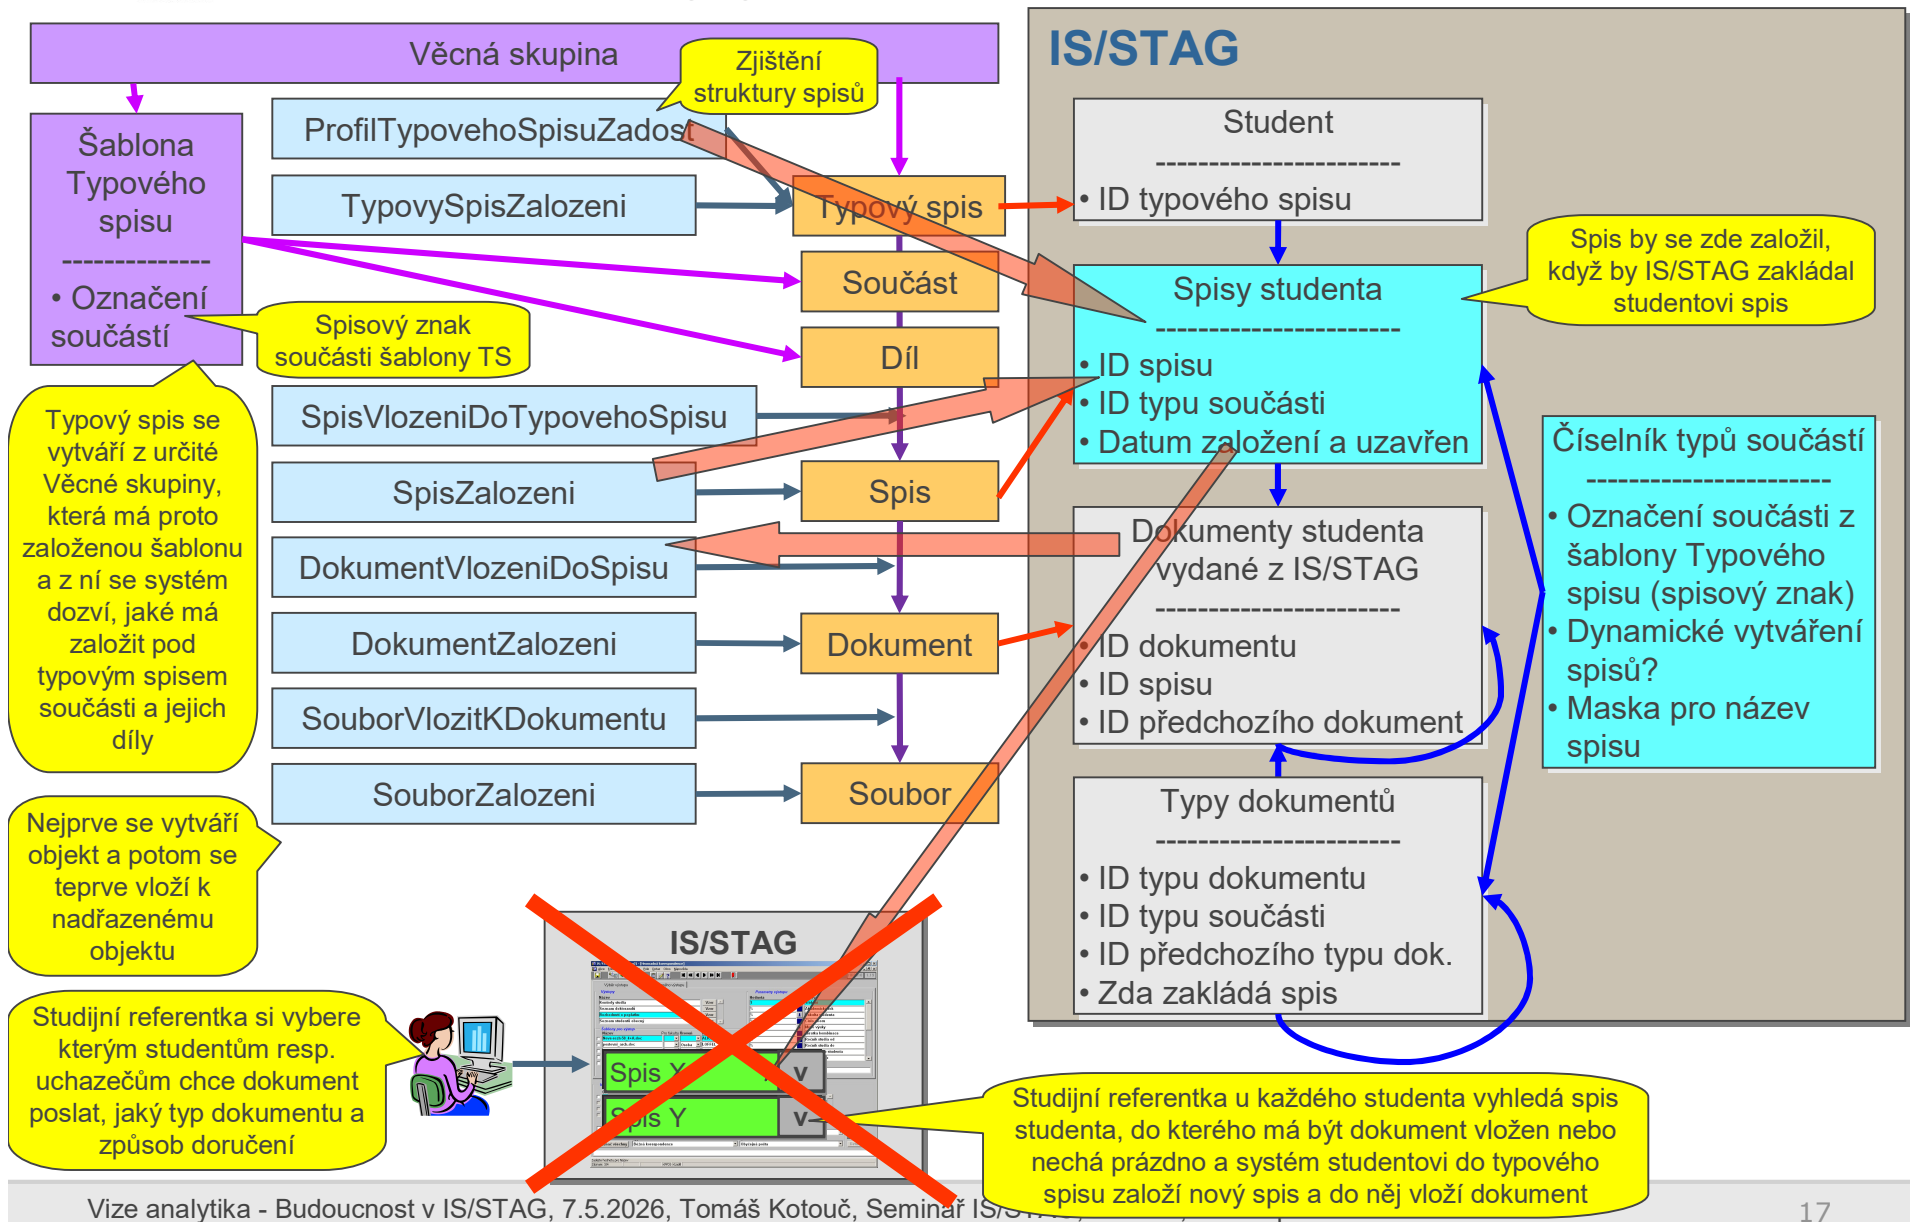 Věcná skupina
Zjištění
struktury spisů
IS/STAG
Šablona
Typového
spisu
--------------
• Označení
součástí
ProfilTypovehoSpisuZadost
TypovySpisZalozeni
Typový spis
Součást
Díl
Spisový znak
součásti šablony TS
Student
-----------------------
• ID typového spisu
Spis by se zde založil,
když by IS/STAG zakládal
studentovi spis
Spisy studenta
-----------------------
• ID spisu
• ID typu součásti
• Datum založení a uzavřen
Typový spis se
vytváří z určité
Věcné skupiny,
která má proto
založenou šablonu
a z ní se systém
dozví, jaké má
založit pod
typovým spisem
součásti a jejich
díly
SpisVlozeniDoTypovehoSpisu
SpisZalozeni
Spis
DokumentVlozeniDoSpisu
DokumentZalozeni
Dokument
SouborVlozitKDokumentu
SouborZalozeni
Soubor
Číselník typů součástí
-----------------------
• Označení součásti z
šablony Typového
spisu (spisový znak)
• Dynamické vytváření
spisů?
• Maska pro název
spisu
Dokumenty studenta
vydané z IS/STAG
-----------------------
• ID dokumentu
• ID spisu
• ID předchozího dokument
Typy dokumentů
-----------------------
• ID typu dokumentu
• ID typu součásti
• ID předchozího typu dok.
• Zda zakládá spis
Nejprve se vytváří
objekt a potom se
teprve vloží k
nadřazenému
objektu
Studijní referentka si vybere
kterým studentům resp.
uchazečům chce dokument
poslat, jaký typ dokumentu a
způsob doručení
IS/STAG
Spis X
v
Spis Y
v
Studijní referentka u každého studenta vyhledá spis
studenta, do kterého má být dokument vložen nebo
nechá prázdno a systém studentovi do typového
spisu založí nový spis a do něj vloží dokument
Vize analytika - Budoucnost v IS/STAG, 7.5.2026, Tomáš Kotouč, Seminář
17